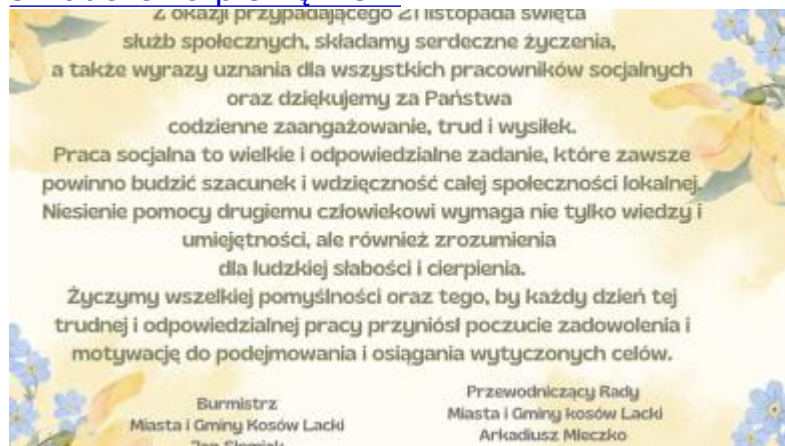 Z okazji przypadającego 21 listopada święta
służb społecznych, składamy serdeczne życzenia,
a także wyrazy uznania dla wszystkich pracowników socjalnych
oraz dziękujemy za Państwa
codzienne zaangażowanie, trud i wysiłek.
Praca socjalna to wielkie i odpowiedzialne zadanie, które zawsze
powinno budzić szacunek i wdzięczność całej społeczności lokalnej.
Niesienie pomocy drugiemu człowiekowi wymaga nie tylko wiedzy i
umiejętności, ale również zrozumienia
dla ludzkiej słabości i cierpienia.
Życzymy wszelkiej pomyślności oraz tego, by każdy dzień tej
trudnej i odpowiedzialnej pracy przyniósł poczucie zadowolenia i
motywację do podejmowania i osiągania wytyczonych celów.
Burmistrz
Miasta i Gminy Kosów Lacki
Jan Słomiak
Przewodniczący Rady
Miasta i Gminy kosów Lacki
Arkadiusz Mleczko